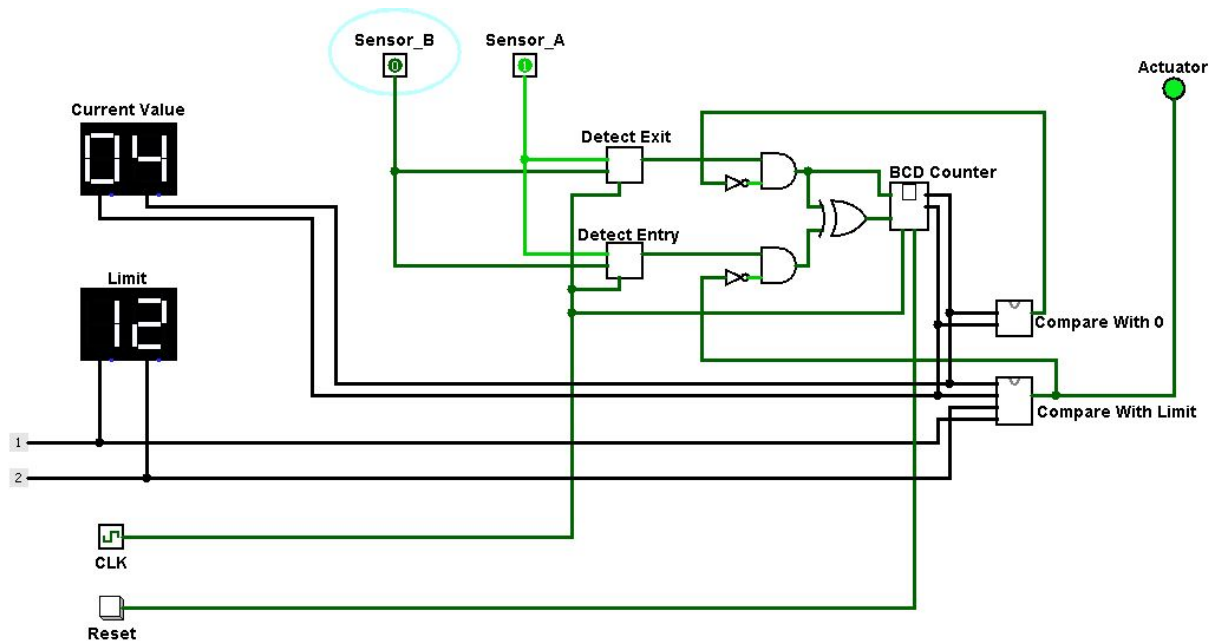 Sensor_B
Sensor_A
0
1
Actuator
Current Value
04
Detect Exit
BCD Counter
Detect Entry
Limit
12
Compare With 0
Compare With Limit
1
2
CLK
Reset